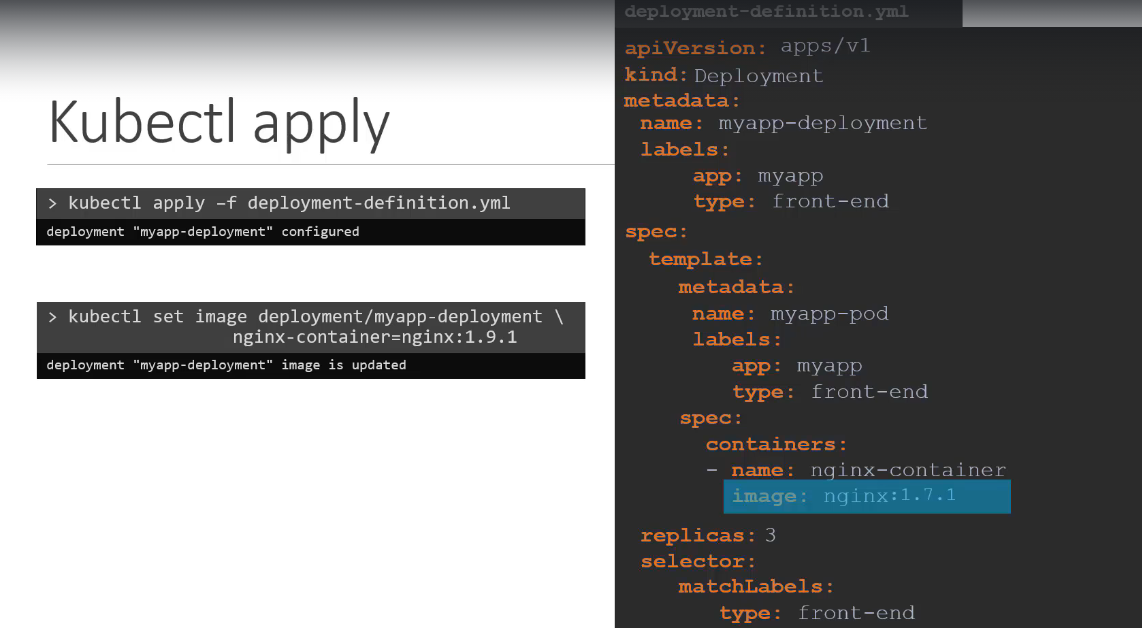 Kubectl apply
> kubectl apply –f deployment-definition.yml
deployment "myapp-deployment" configured
> kubectl set image deployment/myapp-deployment \
nginx-container=nginx:1.9.1
deployment "myapp-deployment" image is updated
deployment-definition.yml
apiVersion: apps/v1
kind: Deployment
metadata:
name: myapp-deployment
labels:
app: myapp
type: front-end
spec:
template:
metadata:
name: myapp-pod
labels:
app: myapp
type: front-end
spec:
containers:
- name: nginx-container
image: nginx:1.7.1
replicas: 3
selector:
matchLabels:
type: front-end